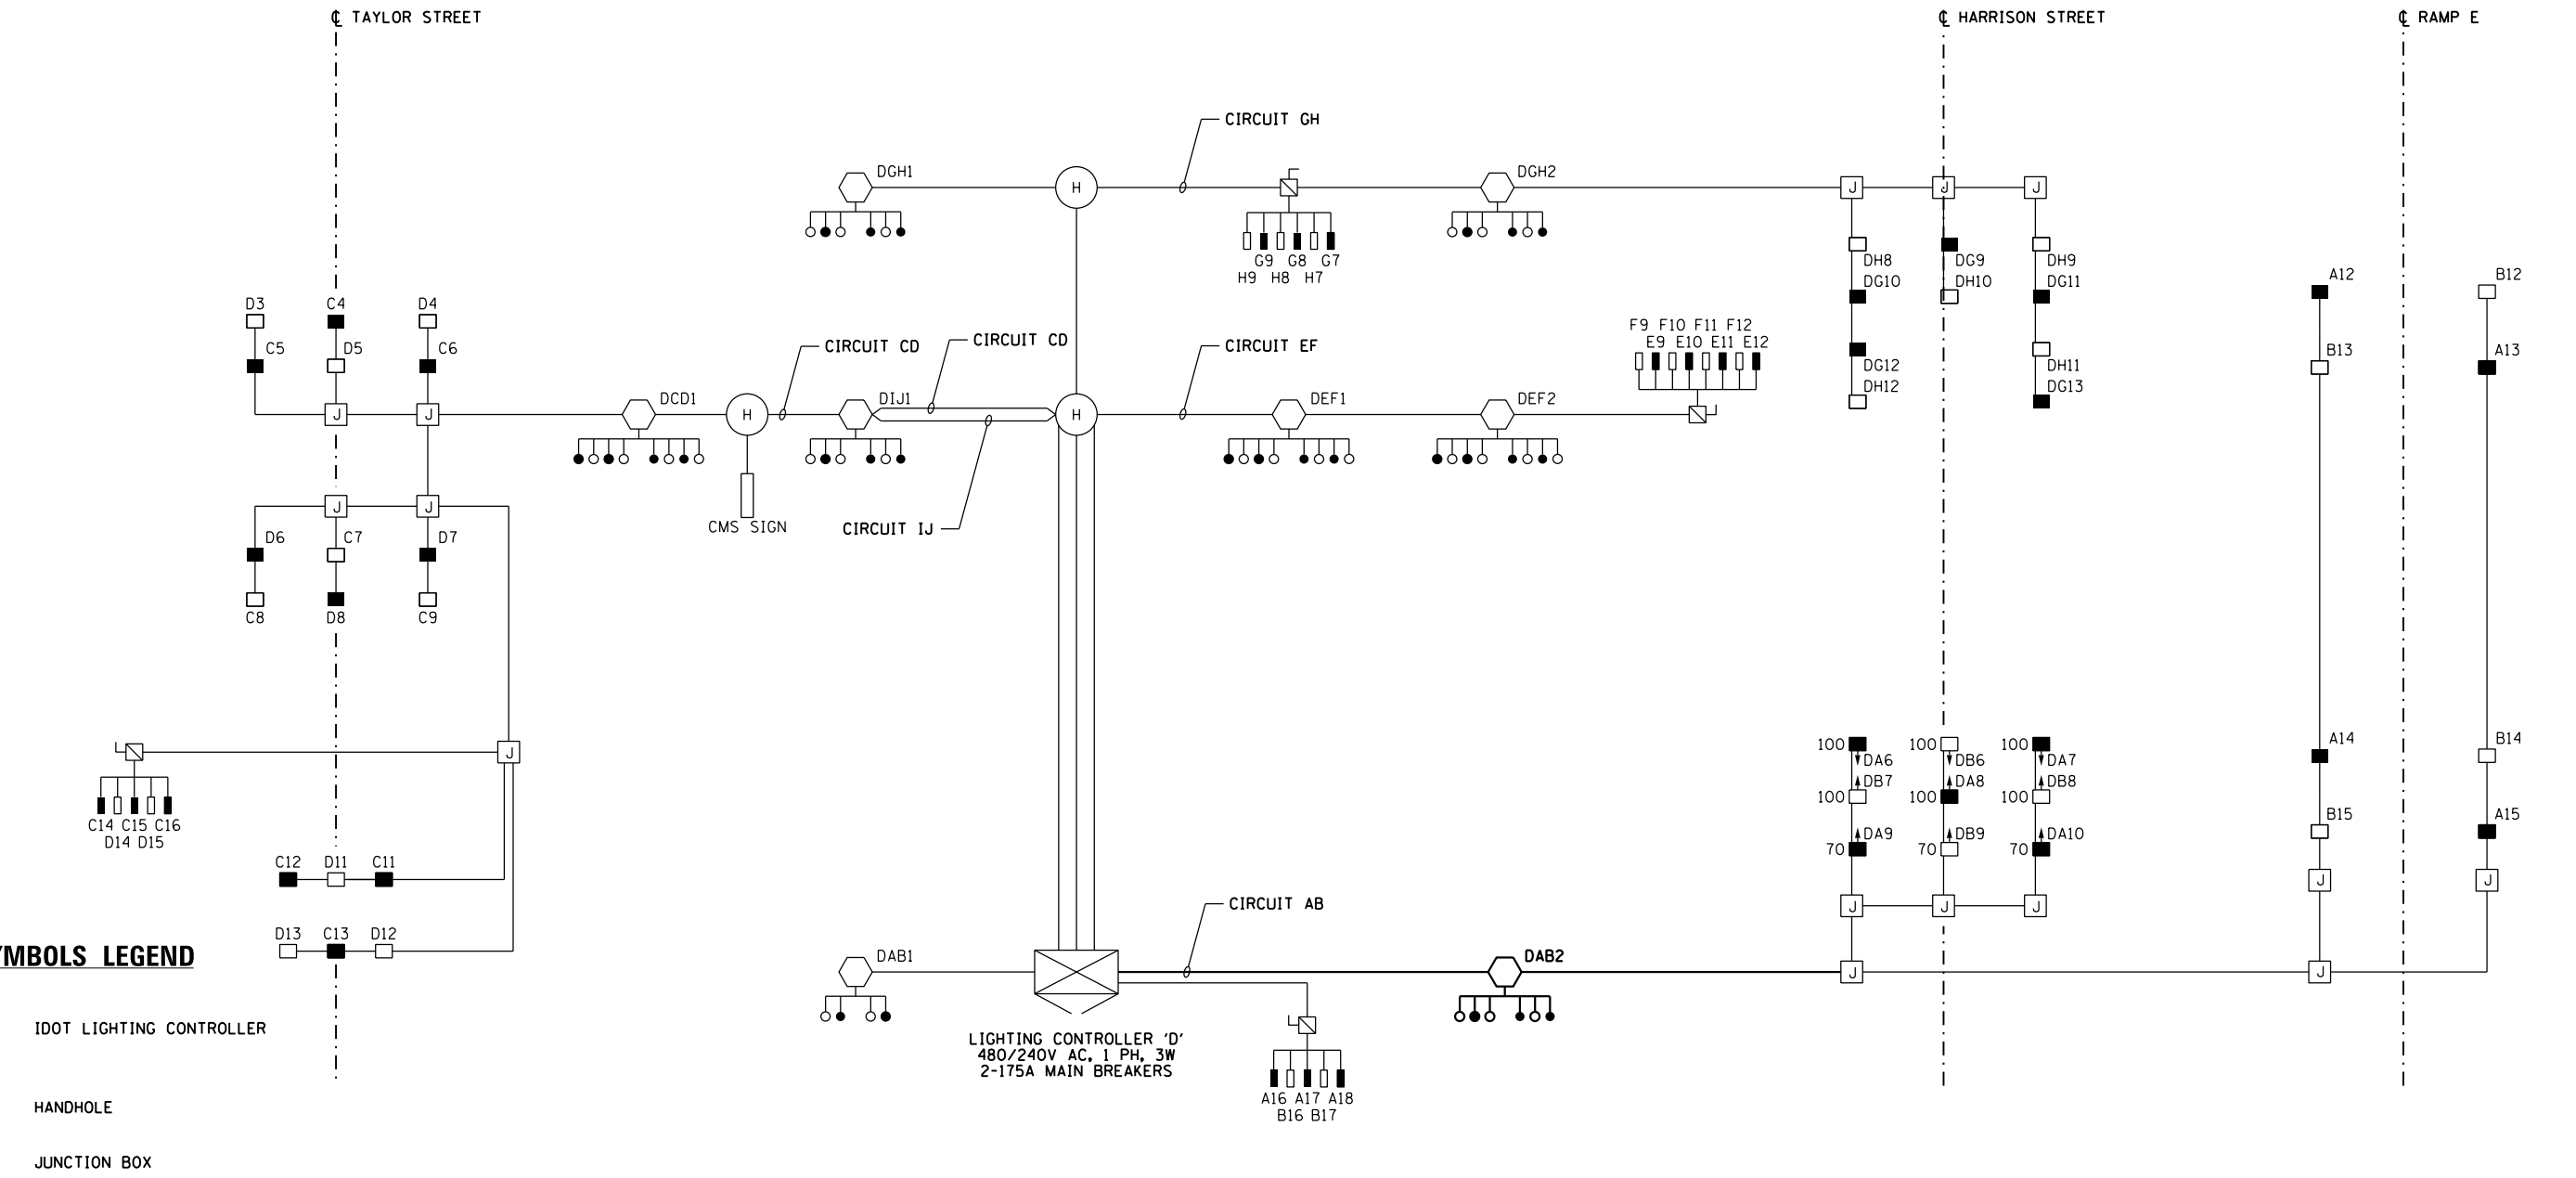 ℄ TAYLOR STREET
℄ HARRISON STREET
℄ RAMP E
CIRCUIT GH
DGH1
H
DGH2
J
J
J
G9 G8 G7
H9 H8 H7
DH8
DG10
DG9
DH10
DH9
DG11
DG12
DH12
DH11
DG13
A12
B12
B13
A13
D3
C4
D4
C5
D5
C6
J
J
DCD1
H
CIRCUIT CD
DIJ1
CIRCUIT CD
H
CIRCUIT EF
DEF1
DEF2
F9 F10 F11 F12
E9 E10 E11 E12
CMS SIGN
CIRCUIT IJ
J
J
D6
C7
D7
C8
D8
C9
J
C14 C15 C16
D14 D15
C12
D11
C11
D13
C13
D12
100
DA6
100
DB6
100
DA7
DB7
100
DA8
100
DB8
100
DA9
70
DB9
70
DA10
70
J
J
J
A14
B14
B15
A15
J
J
CIRCUIT AB
DAB1
DAB2
J
J
LIGHTING CONTROLLER 'D'
480/240V AC, 1 PH, 3W
2-175A MAIN BREAKERS
A16 A17 A18
B16 B17
YMBOLS LEGEND
IDOT LIGHTING CONTROLLER
HANDHOLE
JUNCTION BOX